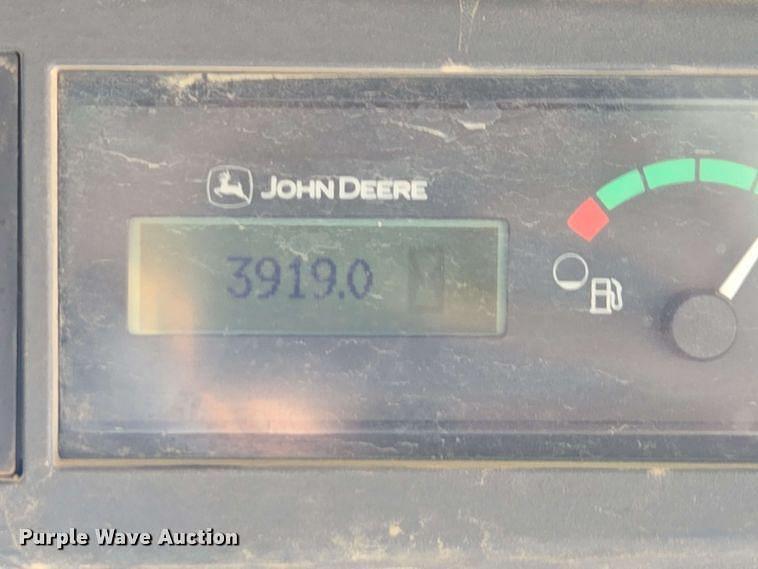 JOHN DEERE
3919.0
Purple Wave Auction